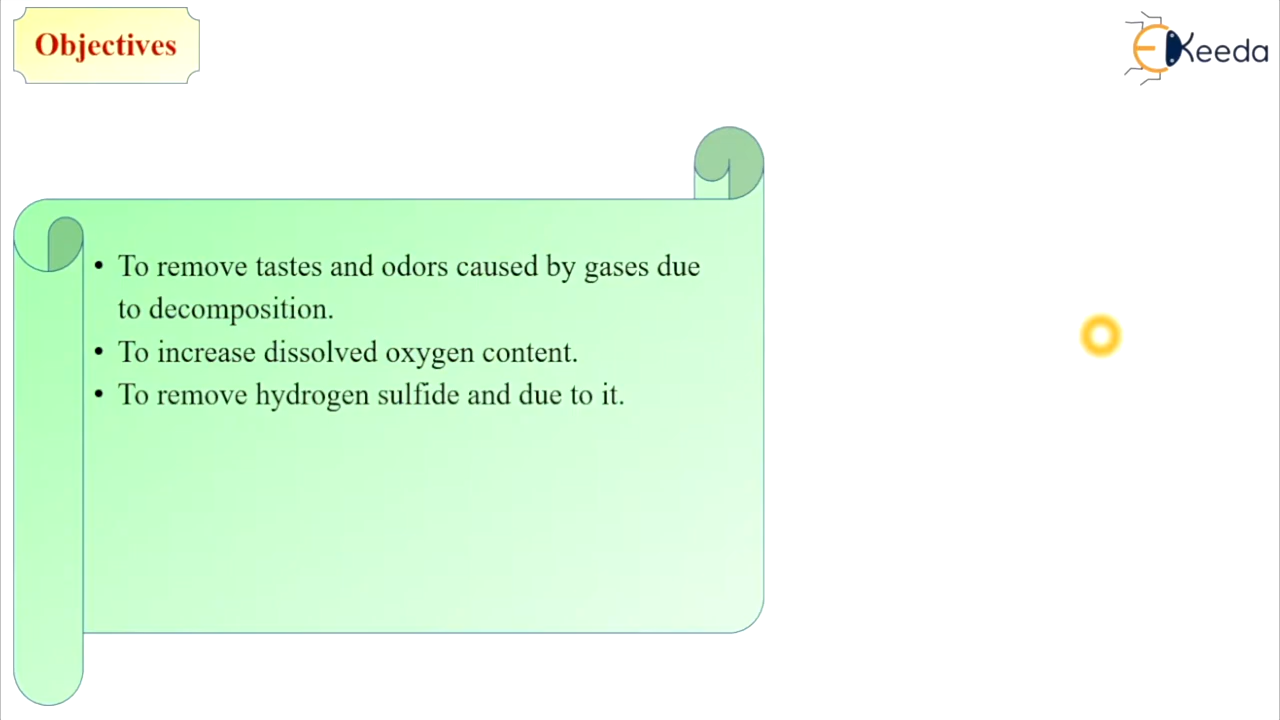 Objectives
EKeeda
• To remove tastes and odors caused by gases due
to decomposition.
• To increase dissolved oxygen content.
• To remove hydrogen sulfide and due to it.